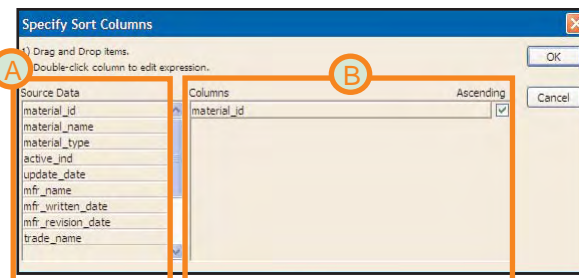 Specify Sort Columns
1) Drag and Drop items.
Double-click column to edit expression.
OK
Cancel
A
B
Source Data
material_id
material_name
material_type
active_ind
update_date
mfr_name
mfr_written_date
mfr_revision_date
trade_name
Columns Ascending
material_id